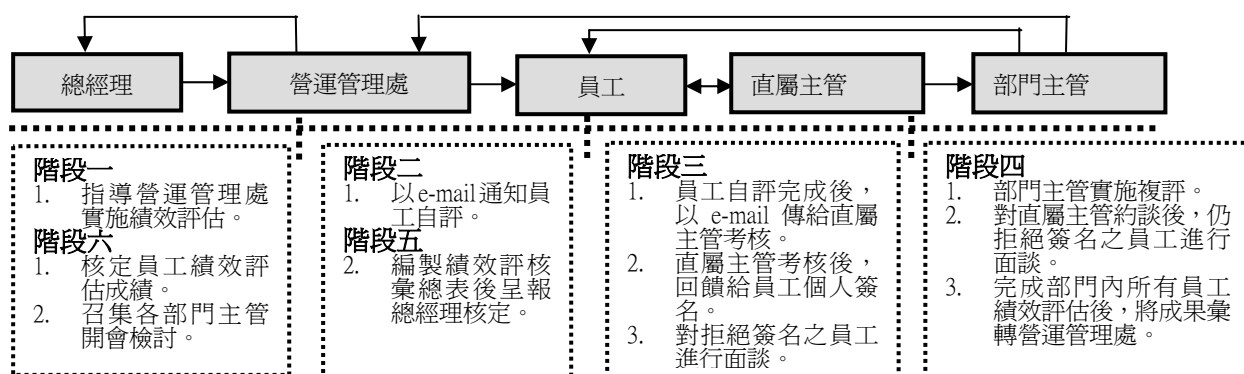 總經理
營運管理處
員工
直屬主管
部門主管
階段一
1. 指導營運管理處
實施績效評估。
階段六
1. 核定員工績效評
估成績。
2. 召集各部門主管
開會檢討。
階段二
1. 以e-mail通知員
工自評。
階段五
2. 編製績效評核
彙總表後呈報
總經理核定。
階段三
1. 員工自評完成後，
以 e-mail 傳給直屬
主管考核。
2. 直屬主管考核後，
回饋給員工個人簽
名。
3. 對拒絕簽名之員工
進行面談。
階段四
1. 部門主管實施複評。
2. 對直屬主管約談後，仍
拒絕簽名之員工進行
面談。
3. 完成部門內所有員工
績效評估後，將成果彙
轉營運管理處。